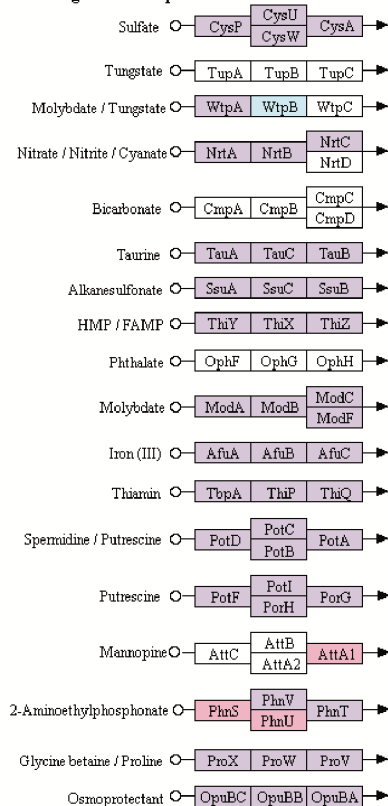 Sulfate CysP CysU CysA
CysW
Tungstate TupA TupB TupC
Molybdate / Tungstate WtpA WtpB WtpC
Nitrate / Nitrite / Cyanate NrtA NrtB NrtC
NrtD
Bicarbonate CmpA CmpB CmpC
CmpD
Taurine TauA TauC TauB
Alkanesulfonate SsuA SsuC SsuB
HMP / FAMP ThiY ThiX ThiZ
Phthalate OphF OphG OphH
Molybdate ModA ModB ModC
ModF
Iron (III) AfuA AfuB AfuC
Thiamin TbpA ThiP ThiQ
Spermidine / Putrescine PotD PotC PotA
PotB
Putrescine PotF PotI PorG
PorH
Mannopine AttC AttB AttA1
AttA2
2-Aminoethylphosphonate PhnS PhnV PhnT
PhnU
Glycine betaine / Proline ProX ProW ProV
Osmoprotectant OpuBC OpuBB OpuBA